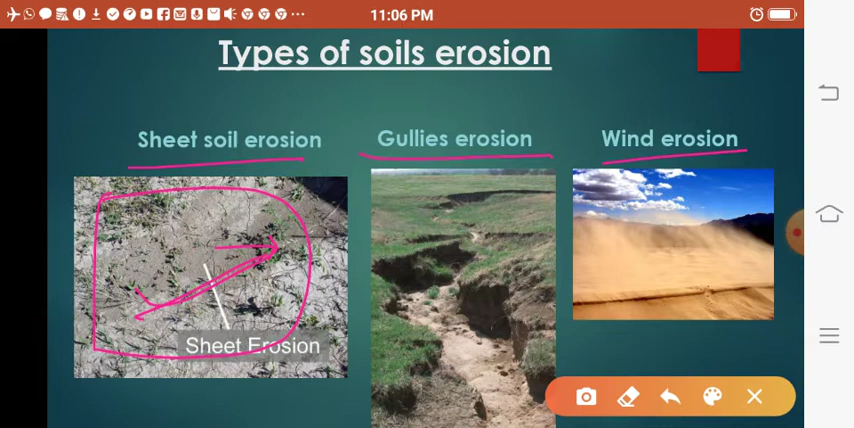 11:06 PM
Types of soils erosion
Sheet soil erosion
Gullies erosion
Wind erosion
Sheet Erosion